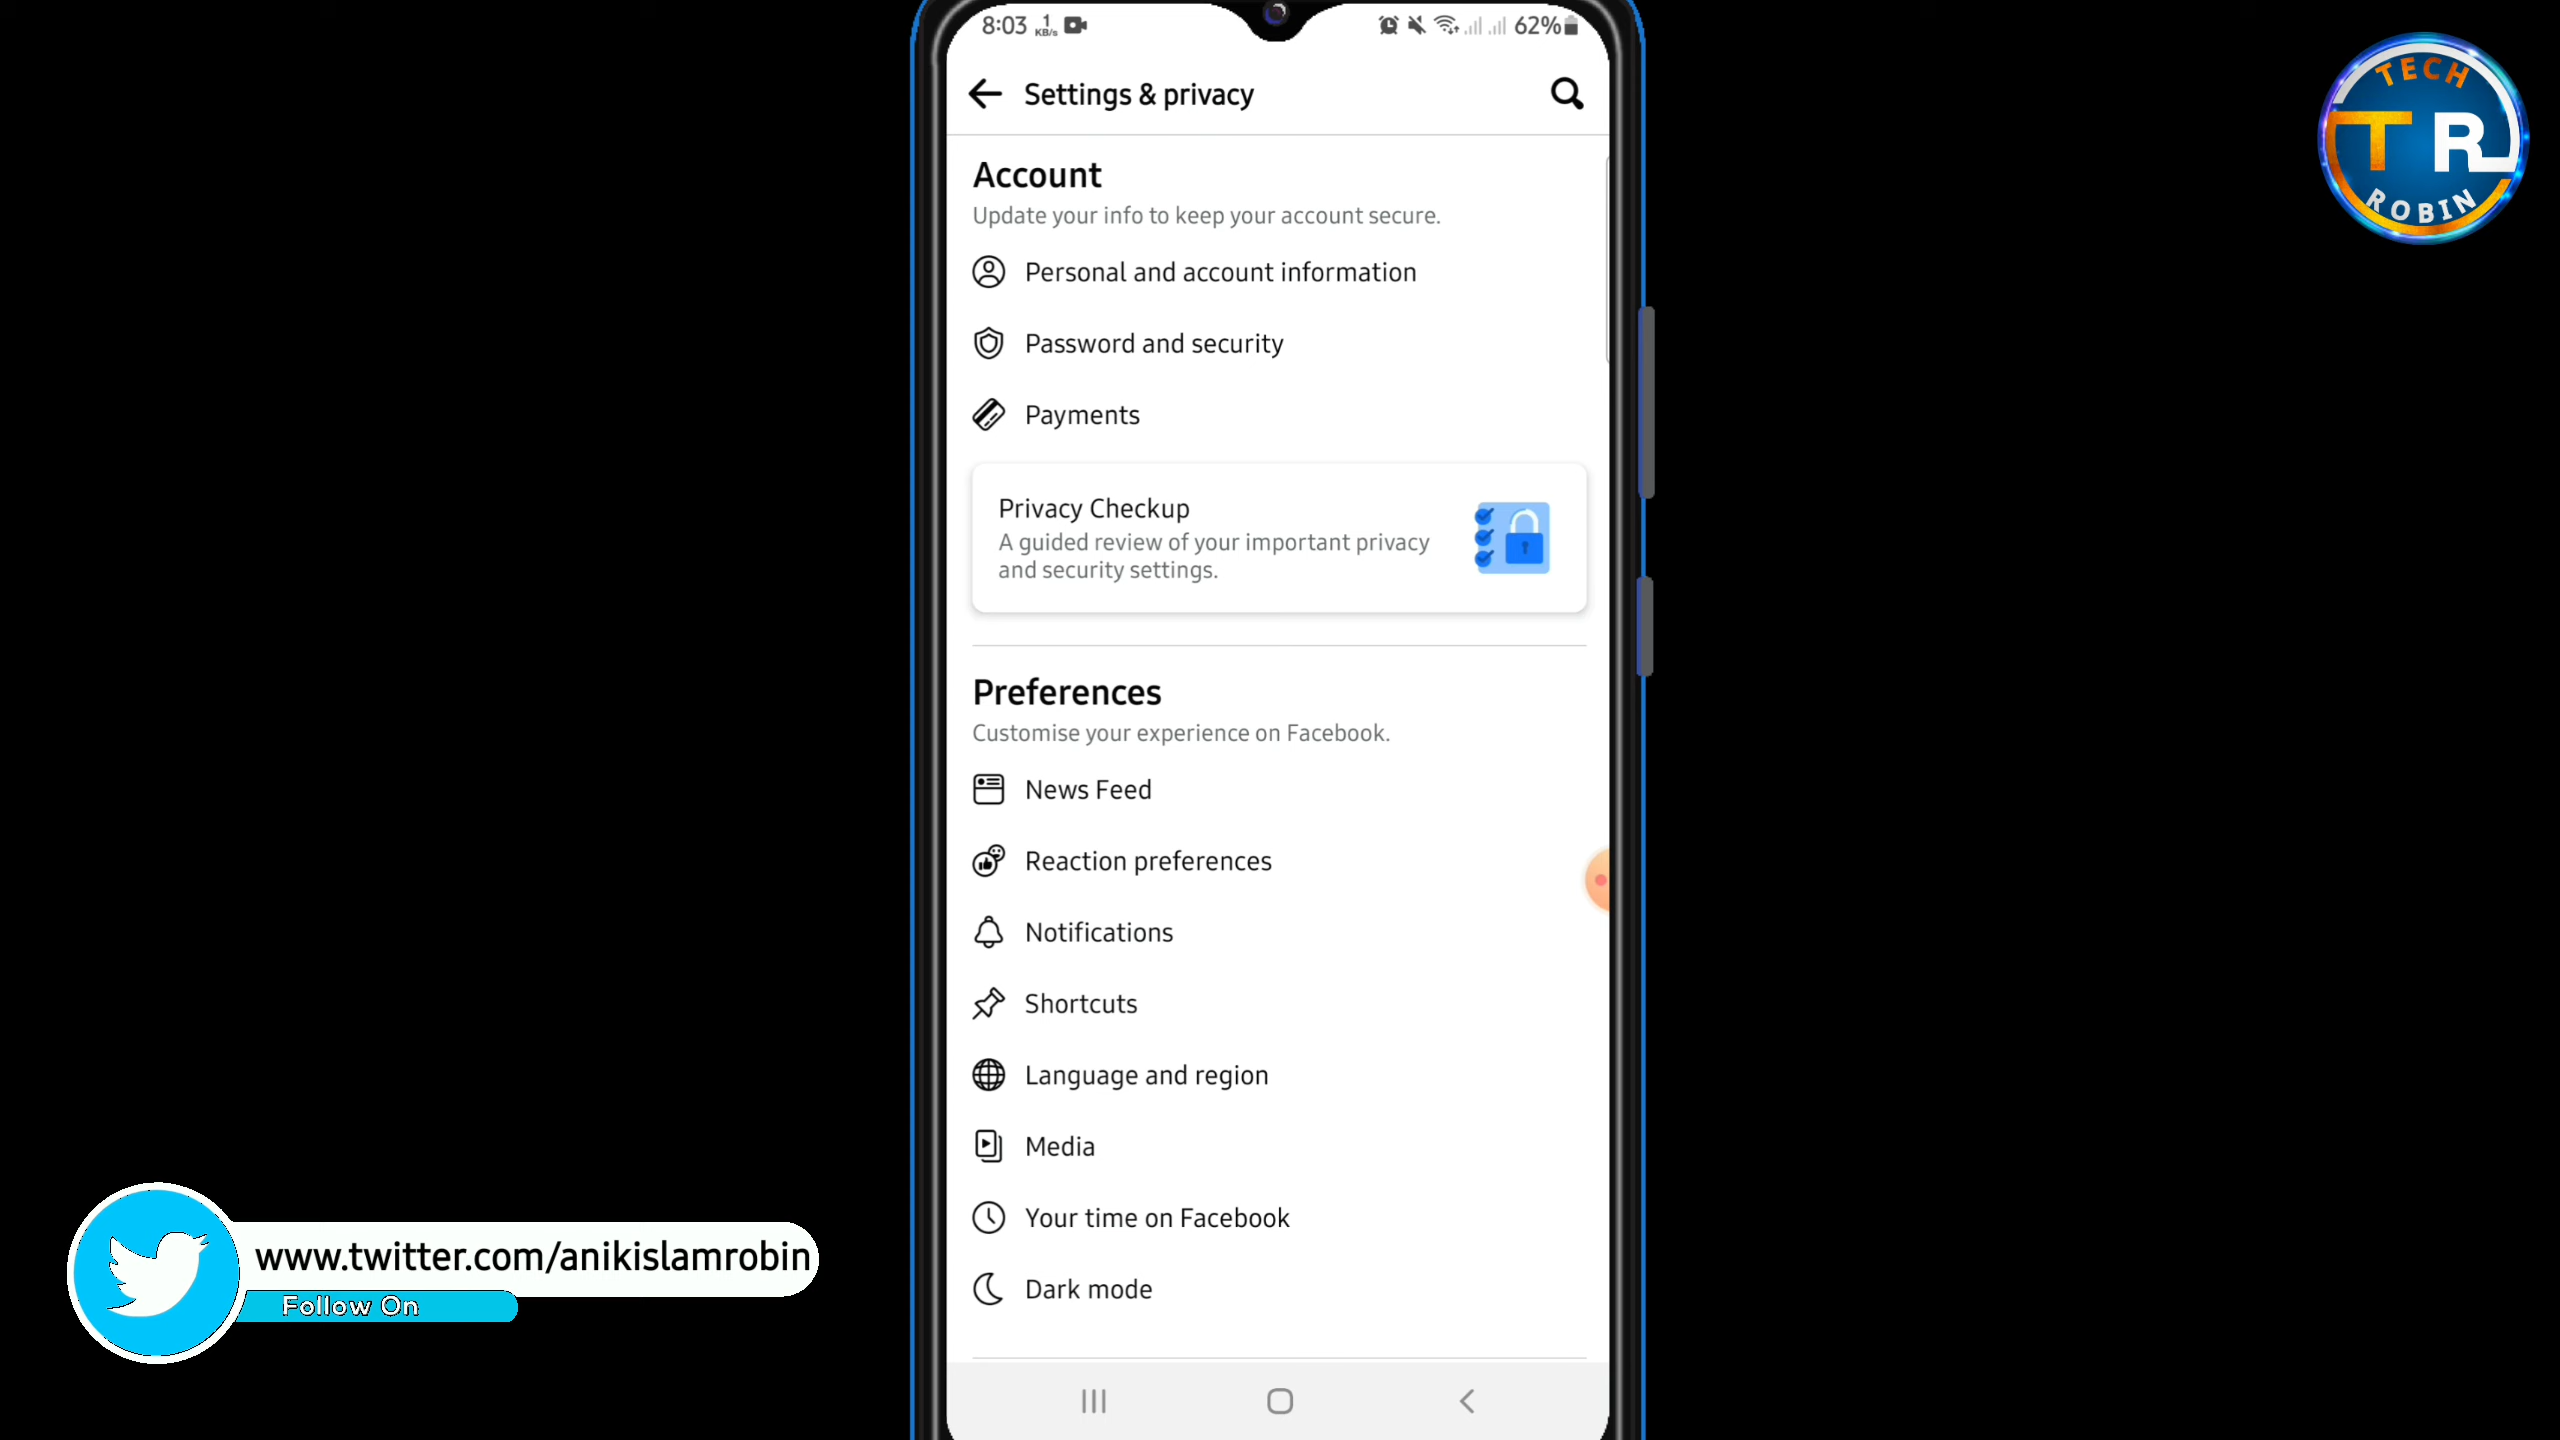 8:03
1
KB/s
62%
Settings & privacy
TECH
TR
ROBIN
Account
Update your info to keep your account secure.
Personal and account information
Password and security
Payments
Privacy Checkup
A guided review of your important privacy
and security settings.
Preferences
Customise your experience on Facebook.
News Feed
Reaction preferences
Notifications
Shortcuts
Language and region
Media
Your time on Facebook
Dark mode
www.twitter.com/anikislamrobin
Follow On